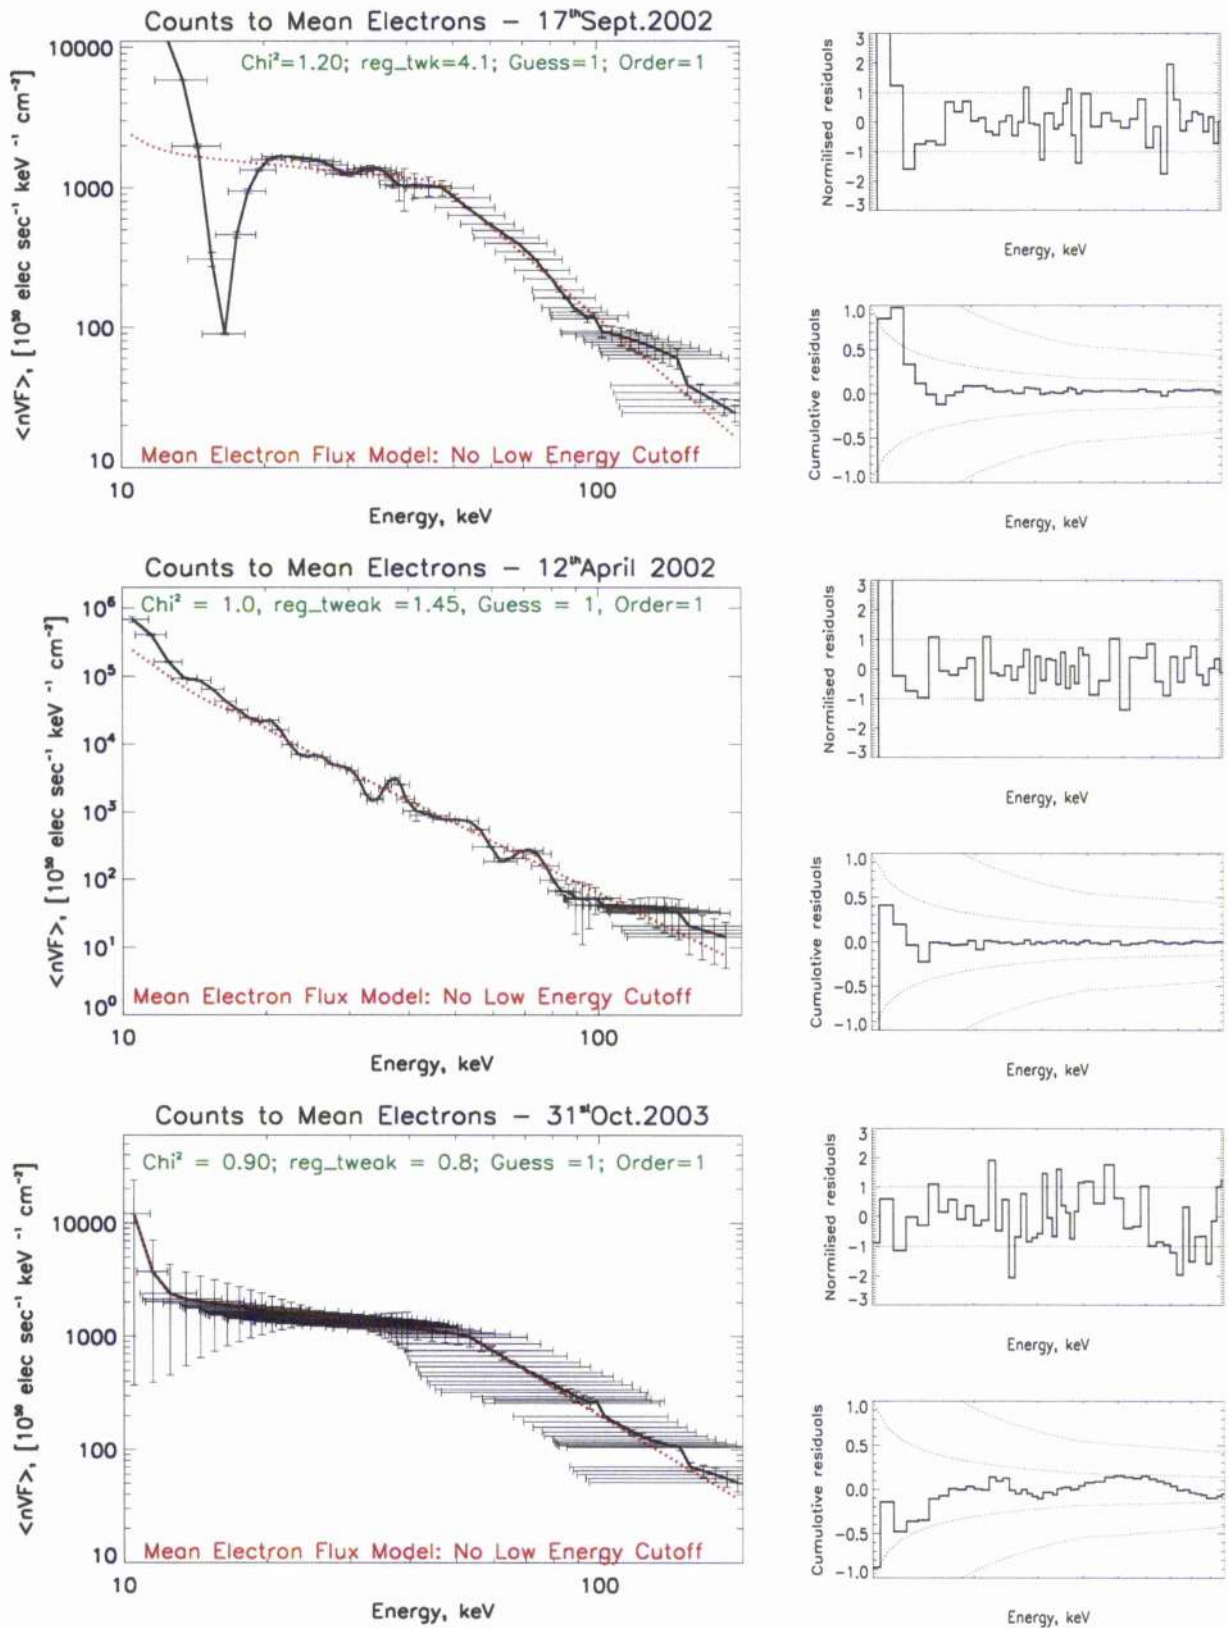 Counts to Mean Electrons – 17thSept.2002
Chi²=1.20; reg_twk=4.1; Guess=1; Order=1
<nVF>, [10⁵⁰ elec sec⁻¹ keV ⁻¹ cm⁻²]
10000
1000
100
10
Mean Electron Flux Model: No Low Energy Cutoff
10
100
Energy, keV
Normilised residuals
3
2
1
0
-1
-2
-3
Energy, keV
Cumulative residuals
1.0
0.5
0.0
-0.5
-1.0
Energy, keV
Counts to Mean Electrons – 12thApril 2002
Chi² = 1.0, reg_tweak =1.45, Guess = 1, Order=1
<nVF>, [10⁵⁰ elec sec⁻¹ keV ⁻¹ cm⁻²]
10⁶
10⁵
10⁴
10³
10²
10¹
10⁰
Mean Electron Flux Model: No Low Energy Cutoff
10
100
Energy, keV
Normilised residuals
3
2
1
0
-1
-2
-3
Energy, keV
Cumulative residuals
1.0
0.5
0.0
-0.5
-1.0
Energy, keV
Counts to Mean Electrons – 31stOct.2003
Chi² = 0.90; reg_tweak = 0.8; Guess =1; Order=1
<nVF>, [10⁵⁰ elec sec⁻¹ keV ⁻¹ cm⁻²]
10000
1000
100
10
Mean Electron Flux Model: No Low Energy Cutoff
10
100
Energy, keV
Normilised residuals
3
2
1
0
-1
-2
-3
Energy, keV
Cumulative residuals
1.0
0.5
0.0
-0.5
-1.0
Energy, keV